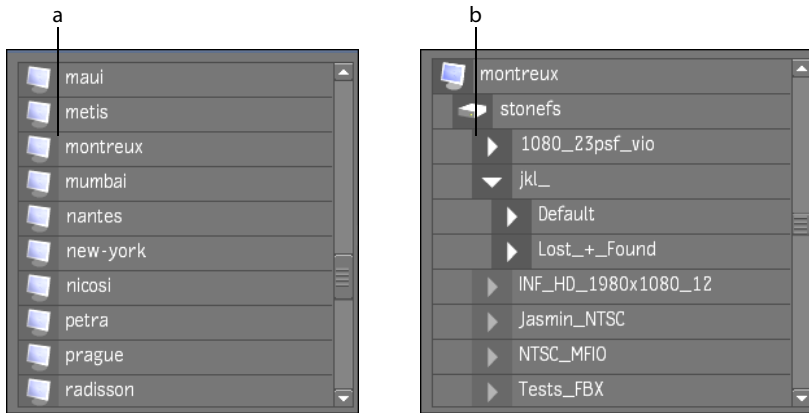 a
maui
metis
montreux
mumbai
nantes
new-york
nicosi
petra
prague
radisson
b
montreux
stonefs
1080_23psf_vio
jkl_
Default
Lost_+_Found
INF_HD_1980x1080_12
Jasmin_NTSC
NTSC_MFIO
Tests_FBX